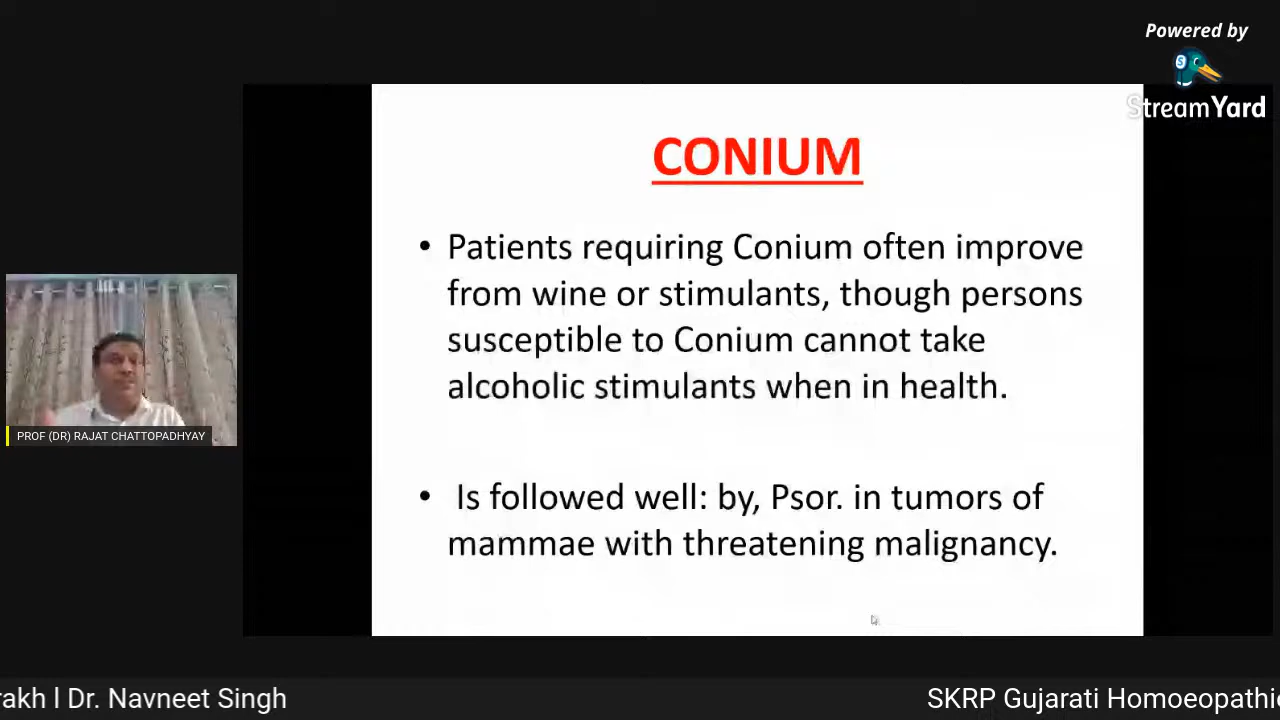 Powered by
StreamYard
CONIUM
• Patients requiring Conium often improve
from wine or stimulants, though persons
susceptible to Conium cannot take
alcoholic stimulants when in health.
• Is followed well: by, Psor. in tumors of
mammae with threatening malignancy.
PROF (DR) RAJAT CHATTOPADHYAY
rakh l Dr. Navneet Singh
SKRP Gujarati Homoeopathi